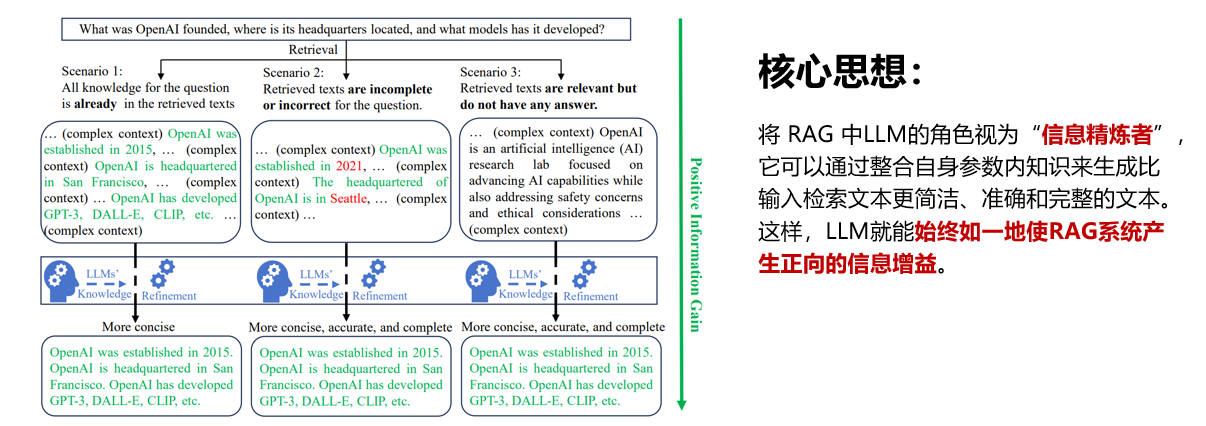 What was OpenAI founded, where is its headquarters located, and what models has it developed?
Retrieval
Scenario 1:
All knowledge for the question
is already in the retrieved texts
Scenario 2:
Retrieved texts are incomplete
or incorrect for the question.
Scenario 3:
Retrieved texts are relevant but
do not have any answer.
… (complex context) OpenAI was
established in 2015, … (complex
context) OpenAI is headquartered
in San Francisco, … (complex
context) … OpenAI has developed
GPT-3, DALL-E, CLIP, etc. …
(complex context)
… (complex context) OpenAI was
established in 2021, … (complex
context) The headquartered of
OpenAI is in Seattle, … (complex
context) …
… (complex context) OpenAI
is an artificial intelligence (AI)
research lab focused on
advancing AI capabilities while
also addressing safety concerns
and ethical considerations …
(complex context)
LLMs'
Knowledge
Refinement
LLMs'
Knowledge
Refinement
LLMs'
Knowledge
Refinement
More concise
More concise, accurate, and complete
More concise, accurate, and complete
OpenAI was established in 2015.
OpenAI is headquartered in San
Francisco. OpenAI has developed
GPT-3, DALL-E, CLIP, etc.
OpenAI was established in 2015.
OpenAI is headquartered in San
Francisco. OpenAI has developed
GPT-3, DALL-E, CLIP, etc.
OpenAI was established in 2015.
OpenAI is headquartered in San
Francisco. OpenAI has developed
GPT-3, DALL-E, CLIP, etc.
Positive Information Gain
核心思想：
将 RAG 中LLM的角色视为“信息精炼者”，
它可以通过整合自身参数内知识来生成比
输入检索文本更简洁、准确和完整的文本。
这样，LLM就能始终如一地使RAG系统产
生正向的信息增益。